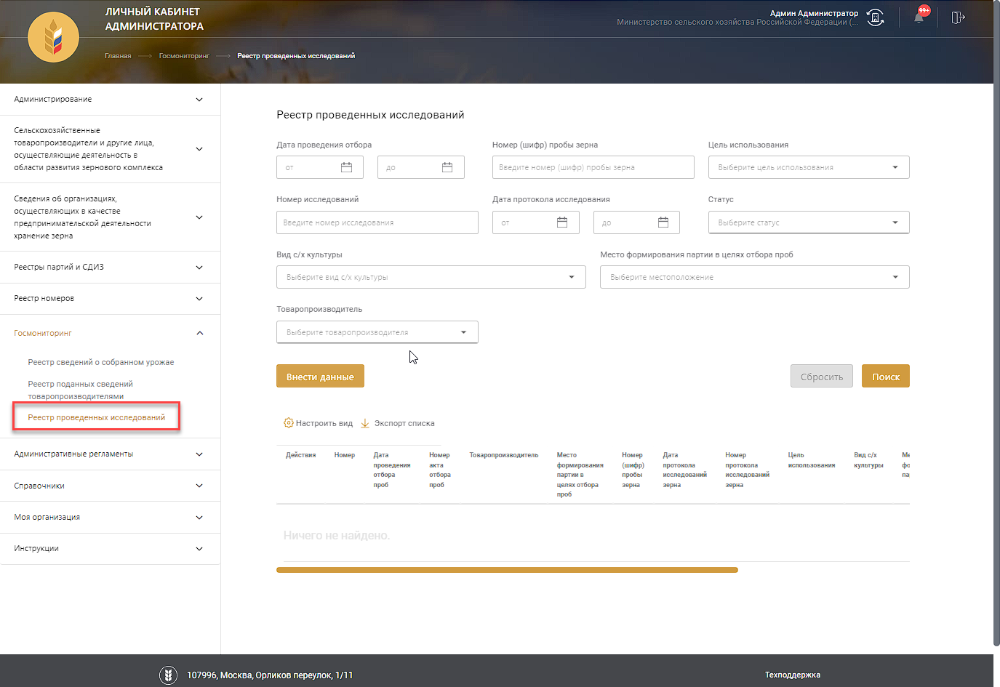 ЛИЧНЫЙ КАБИНЕТ
АДМИНИСТРАТОРА
Админ Администратор
Министерство сельского хозяйства Российской Федерации (...
99+
Главная
Госмониторинг
Реестр проведенных исследований
Администрирование
Сельскохозяйственные
товаропроизводители и другие лица,
осуществляющие деятельность в
области развития зернового комплекса
Сведения об организациях,
осуществляющих в качестве
предпринимательской деятельности
хранение зерна
Реестры партий и СДИЗ
Реестр номеров
Госмониторинг
Реестр сведений о собранном урожае
Реестр поданных сведений
товаропроизводителями
Реестр проведенных исследований
Административные регламенты
Справочники
Моя организация
Инструкции
Реестр проведенных исследований
Дата проведения отбора
от
до
Номер (шифр) пробы зерна
Введите номер (шифр) пробы зерна
Цель использования
Выберите цель использования
Номер исследований
Введите номер исследования
Дата протокола исследования
от
до
Статус
Выберите статус
Вид с/х культуры
Выберите вид с/х культуры
Место формирования партии в целях отбора проб
Выберите местоположение
Товаропроизводитель
Выберите товаропроизводителя
Внести данные
Сбросить
Поиск
Настроить вид
Экспорт списка
Действия
Номер
Дата
проведения
отбора
проб
Номер
акта
отбора
проб
Товаропроизводитель
Место
формирования
партии в
целях отбора
проб
Номер
(шифр)
пробы
зерна
Дата
протокола
исследований
зерна
Номер
протокола
исследований
зерна
Цель
использования
Вид с/х
культуры
Ничего не найдено.
107996, Москва, Орликов переулок, 1/11
Техподдержка